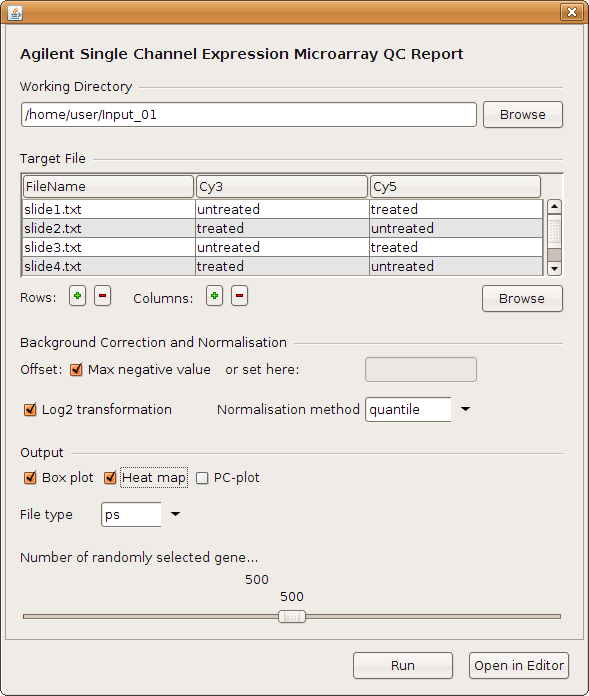 Agilent Single Channel Expression Microarray QC Report
Working Directory
/home/user/Input_01 Browse
Target File
FileName Cy3 Cy5
slide1.txt untreated treated
slide2.txt treated untreated
slide3.txt untreated treated
slide4.txt treated untreated
Rows: Columns: Browse
Background Correction and Normalisation
Offset: Max negative value or set here:
Log2 transformation Normalisation method quantile
Output
Box plot Heat map PC-plot
File type ps
Number of randomly selected gene...
500
500
Run Open in Editor